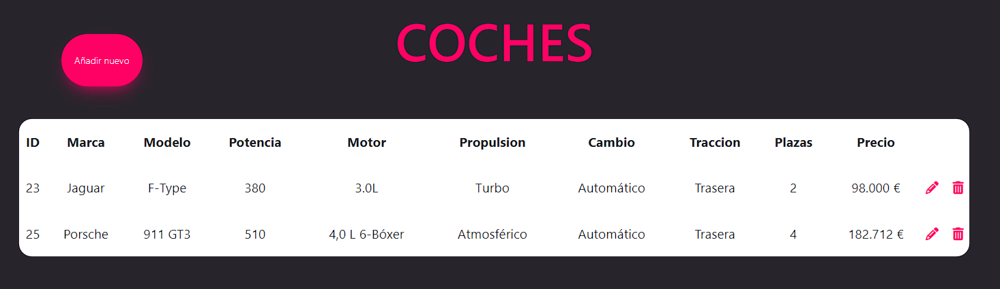 COCHES
Añadir nuevo
ID Marca Modelo Potencia Motor Propulsion Cambio Traccion Plazas Precio
23 Jaguar F-Type 380 3.0L Turbo Automático Trasera 2 98.000 €
25 Porsche 911 GT3 510 4,0 L 6-Bóxer Atmosférico Automático Trasera 4 182.712 €